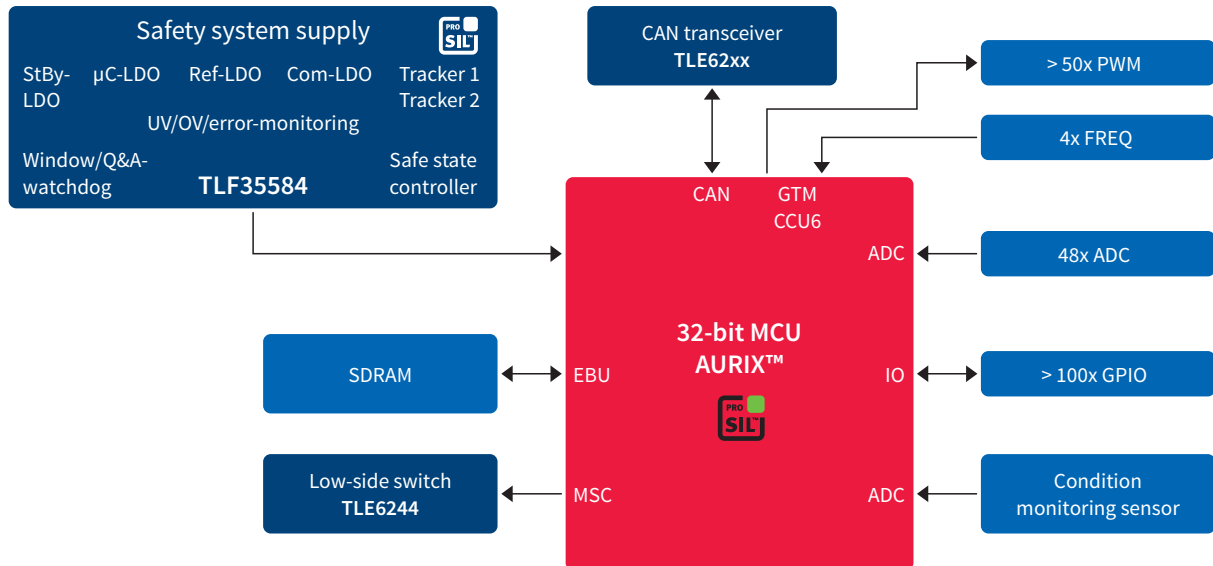 Safety system supply
PRO
SIL™
StBy-
LDO
µC-LDO
Ref-LDO
Com-LDO
Tracker 1
Tracker 2
UV/OV/error-monitoring
Window/Q&A-
watchdog
TLF35584
Safe state
controller
CAN transceiver
TLE62xx
> 50x PWM
4x FREQ
CAN
GTM
CCU6
ADC
48x ADC
32-bit MCU
AURIX™
PRO
SIL™
SDRAM
EBU
IO
> 100x GPIO
Low-side switch
TLE6244
MSC
ADC
Condition
monitoring sensor